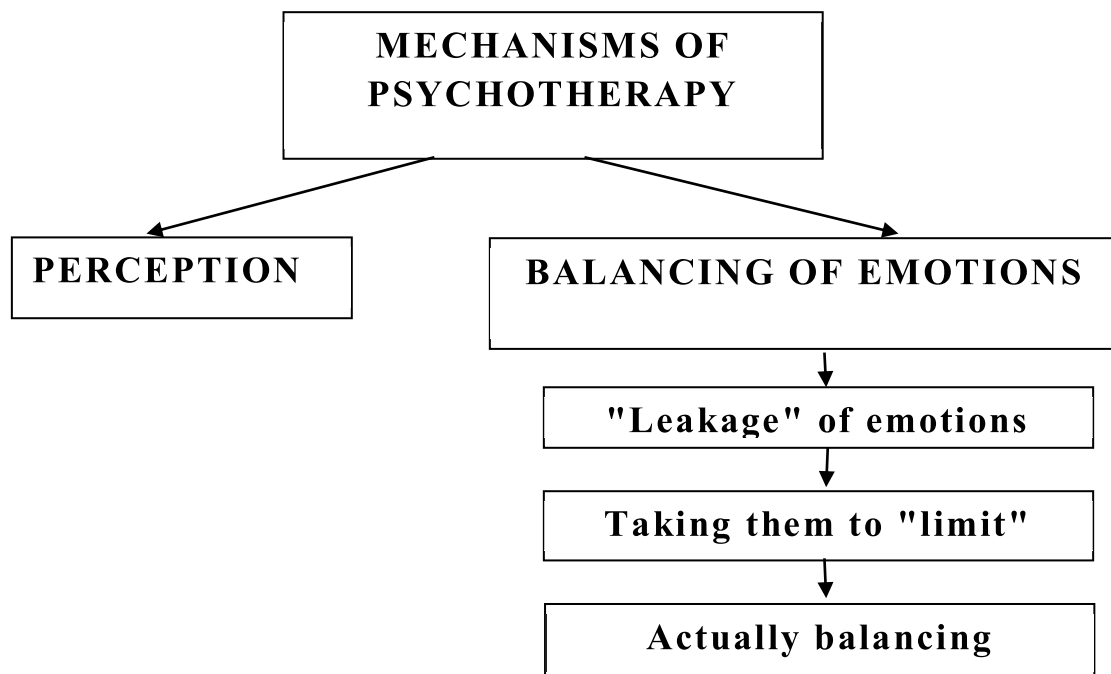 MECHANISMS OF
PSYCHOTHERAPY
PERCEPTION
BALANCING OF EMOTIONS
"Leakage" of emotions
Taking them to "limit"
Actually balancing